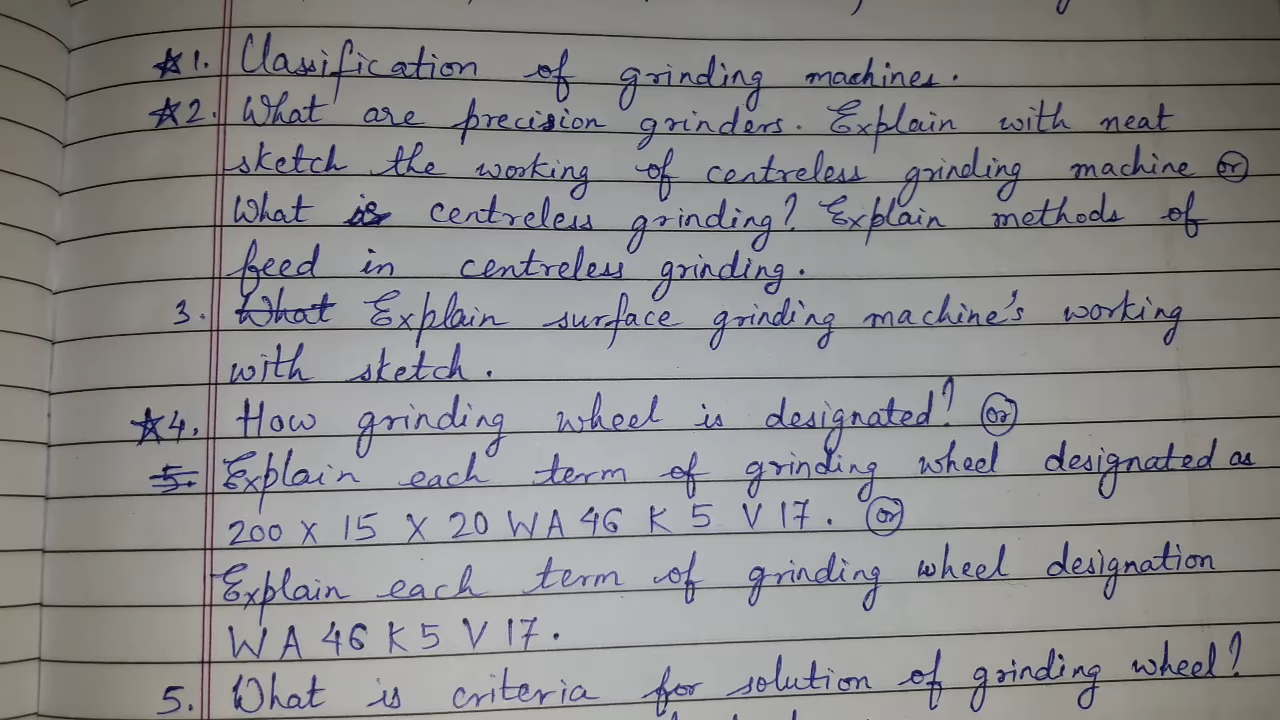 ☆1. Classification of grinding machines.
☆2. What are precision grinders. Explain with neat
sketch the working of centreless grinding machine (or)
What is centreless grinding? Explain methods of
feed in centreless grinding.
3. What Explain surface grinding machine's working
with sketch.
☆4. How grinding wheel is designated? (or)
5. Explain each term of grinding wheel designated as
200 X 15 X 20 WA 46 K 5 V 17. (or)
Explain each term of grinding wheel designation
WA 46 K 5 V 17.
5. What is criteria for solution of grinding wheel?